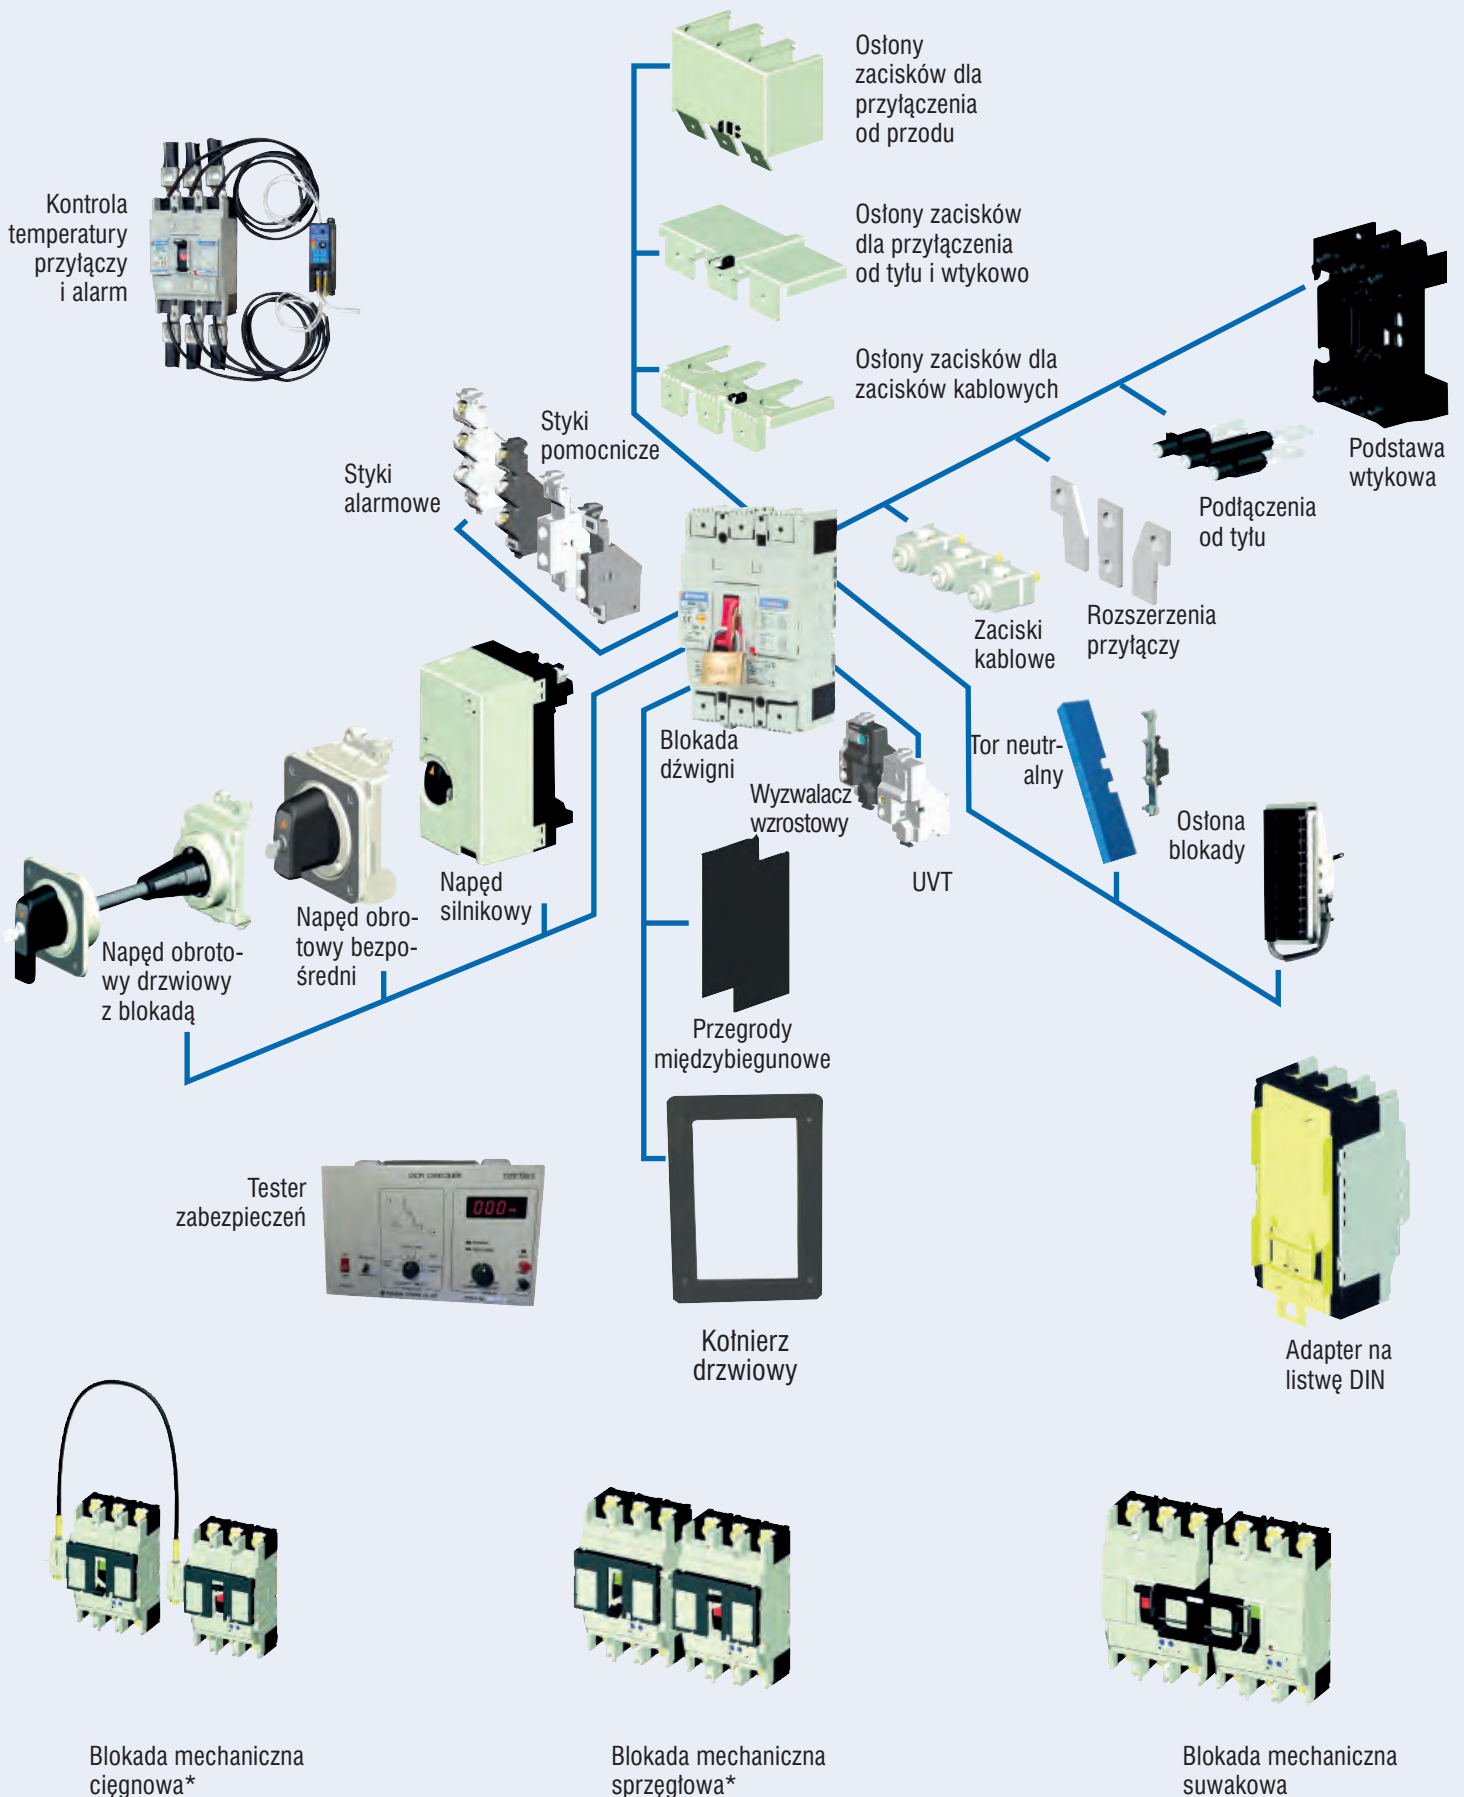 Osłony
zacisków dla
przyłączenia
od przodu
Kontrola
temperatury
przyłączy
i alarm
Osłony zacisków
dla przyłączenia
od tyłu i wtykowo
Osłony zacisków dla
zacisków kablowych
Styki
pomocnicze
Styki
alarmowe
Podstawa
wtykowa
Podłączenia
od tyłu
Rozszerzenia
przyłączy
Zaciski
kablowe
Blokada
dźwigni
Tor neutr-
alny
Wyzwalacz
wzrostowy
UVT
Osłona
blokady
Napęd
silnikowy
Napęd obro-
towy bezpo-
średni
Napęd obroto-
wy drzwiowy
z blokadą
Przegrody
międzybiegunowe
Tester
zabezpieczeń
OCR CHECKER
000
Kołnierz
drzwiowy
Adapter na
listwę DIN
Blokada mechaniczna
cięgnowa*
Blokada mechaniczna
sprzęgłowa*
Blokada mechaniczna
suwakowa